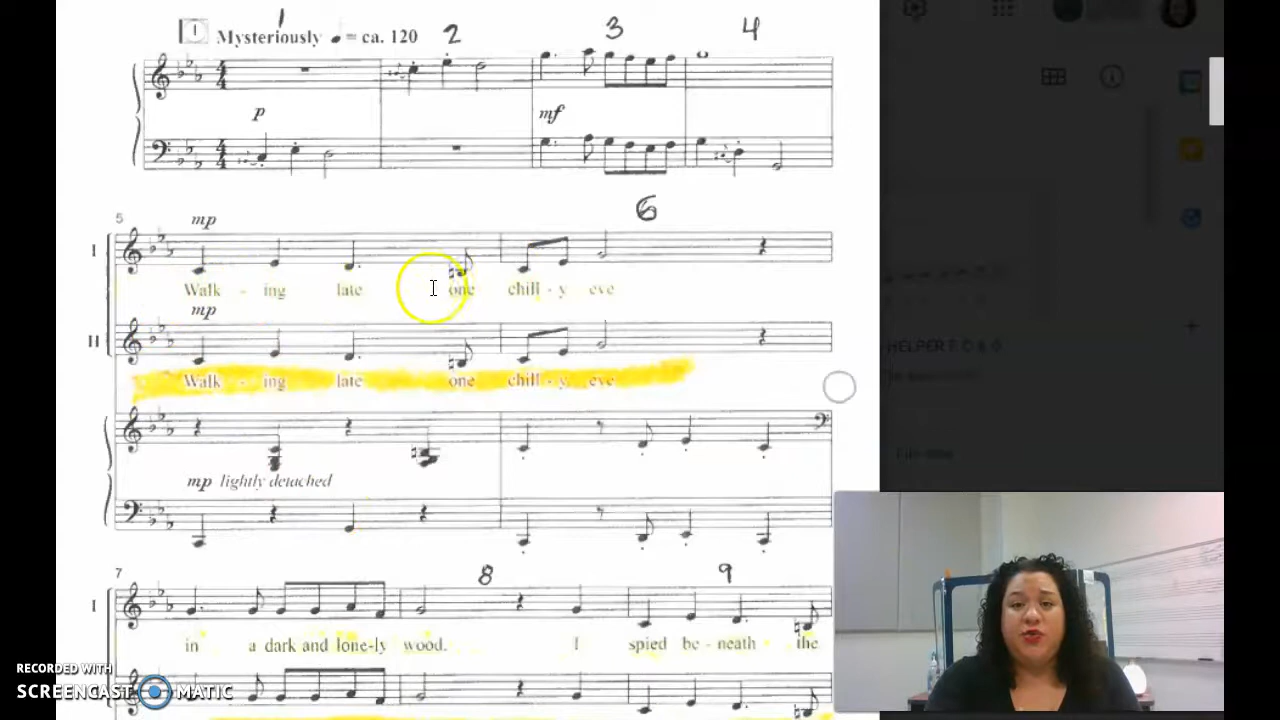 1
1 Mysteriously ♩ = ca. 120 2 3 4
p mf
5 mp 6
I
Walk - ing late one chill - y eve
mp
II
Walk - ing late one chill - y eve
mp lightly detached
7 8 9
I
in a dark and lone-ly wood. I spied be - neath the
HELPER
RECORDED WITH
SCREENCAST MATIC